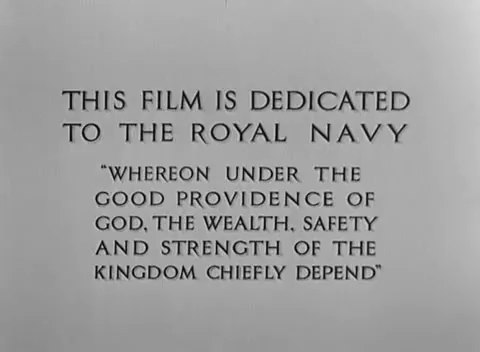 THIS FILM IS DEDICATED
TO THE ROYAL NAVY
"WHEREON UNDER THE
GOOD PROVIDENCE OF
GOD, THE WEALTH, SAFETY
AND STRENGTH OF THE
KINGDOM CHIEFLY DEPEND"